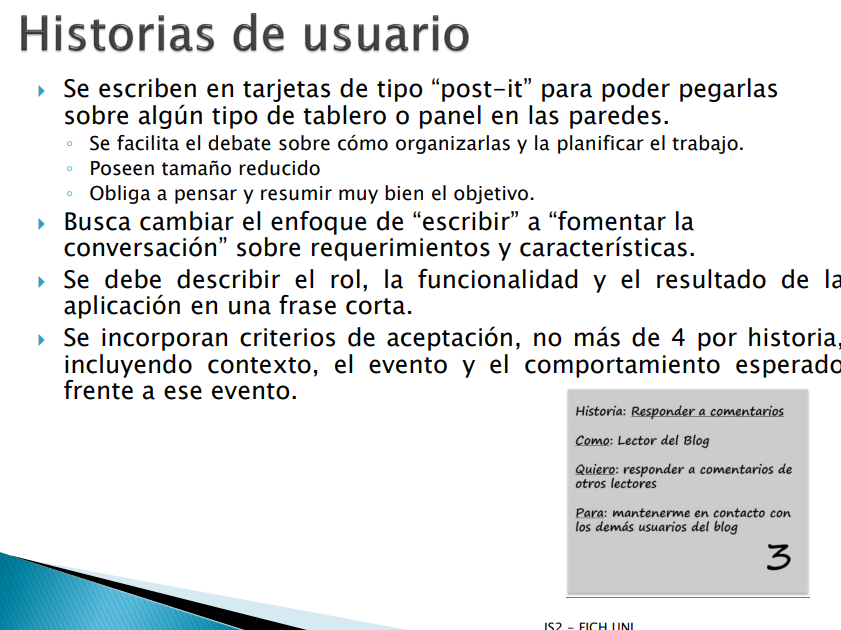 Historias de usuario
Se escriben en tarjetas de tipo “post-it” para poder pegarlas
sobre algún tipo de tablero o panel en las paredes.
Se facilita el debate sobre cómo organizarlas y la planificar el trabajo.
Poseen tamaño reducido
Obliga a pensar y resumir muy bien el objetivo.
Busca cambiar el enfoque de “escribir” a “fomentar la
conversación” sobre requerimientos y características.
Se debe describir el rol, la funcionalidad y el resultado de la
aplicación en una frase corta.
Se incorporan criterios de aceptación, no más de 4 por historia,
incluyendo contexto, el evento y el comportamiento esperado
frente a ese evento.
Historia: Responder a comentarios
Como: Lector del Blog
Quiero: responder a comentarios de
otros lectores
Para: mantenerme en contacto con
los demás usuarios del blog
3
IS2 - FICH UNL